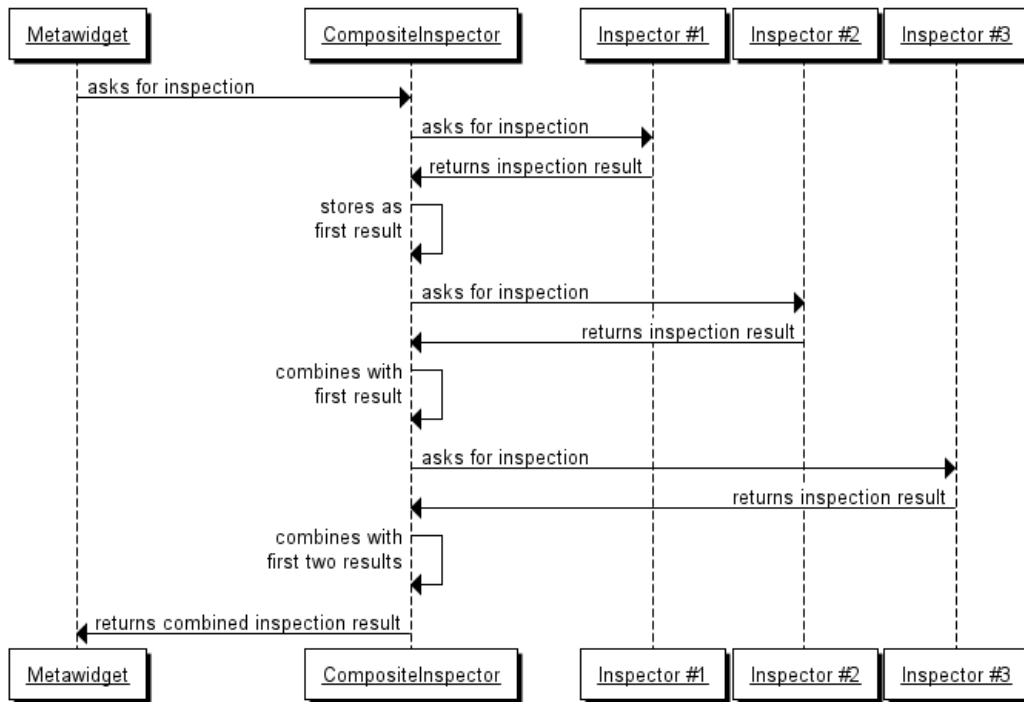 Metawidget
CompositeInspector
Inspector #1
Inspector #2
Inspector #3
asks for inspection
asks for inspection
returns inspection result
stores as
first result
asks for inspection
returns inspection result
combines with
first result
asks for inspection
returns inspection result
combines with
first two results
returns combined inspection result
Metawidget
CompositeInspector
Inspector #1
Inspector #2
Inspector #3